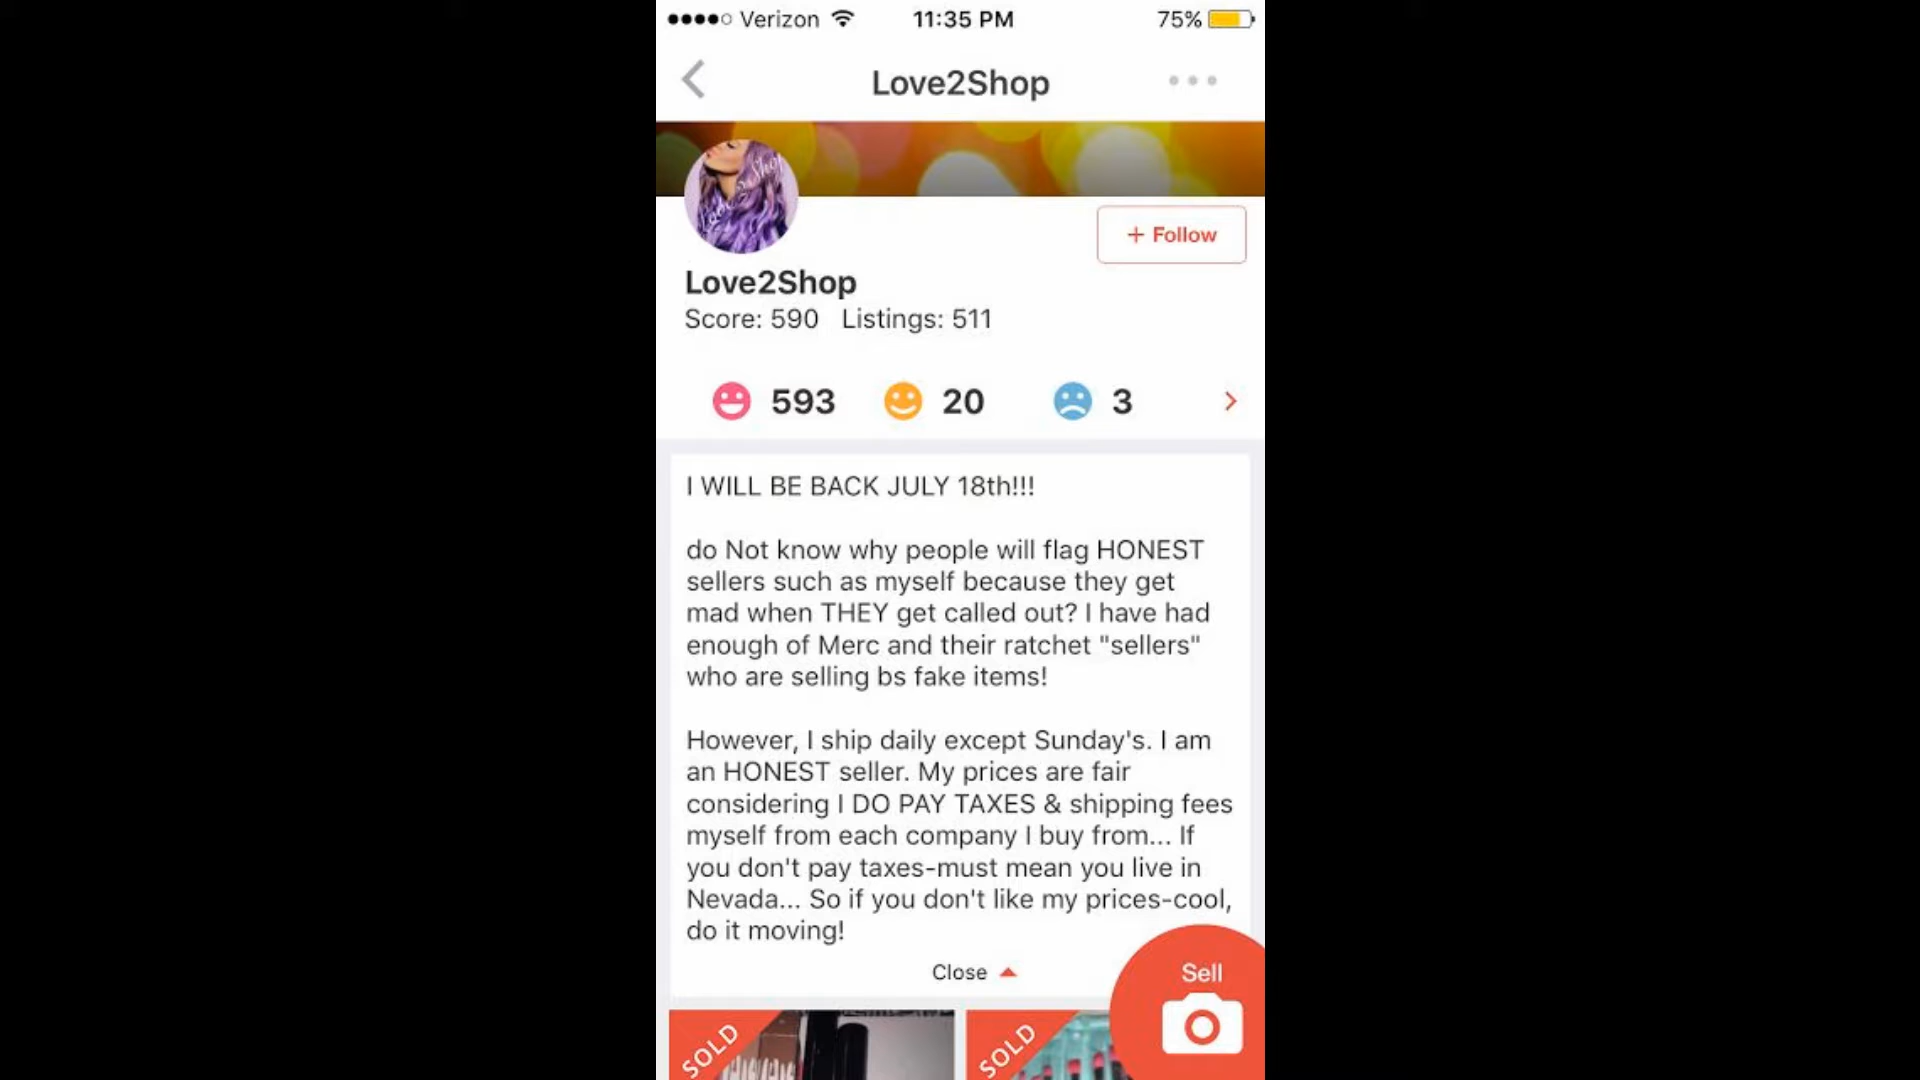 Verizon 11:35 PM 75%
Love2Shop
+ Follow
Love2Shop
Score: 590 Listings: 511
593 20 3
I WILL BE BACK JULY 18th!!!
do Not know why people will flag HONEST
sellers such as myself because they get
mad when THEY get called out? I have had
enough of Merc and their ratchet "sellers"
who are selling bs fake items!
However, I ship daily except Sunday's. I am
an HONEST seller. My prices are fair
considering I DO PAY TAXES & shipping fees
myself from each company I buy from... If
you don't pay taxes-must mean you live in
Nevada... So if you don't like my prices-cool,
do it moving!
Close
Sell
SOLD SOLD